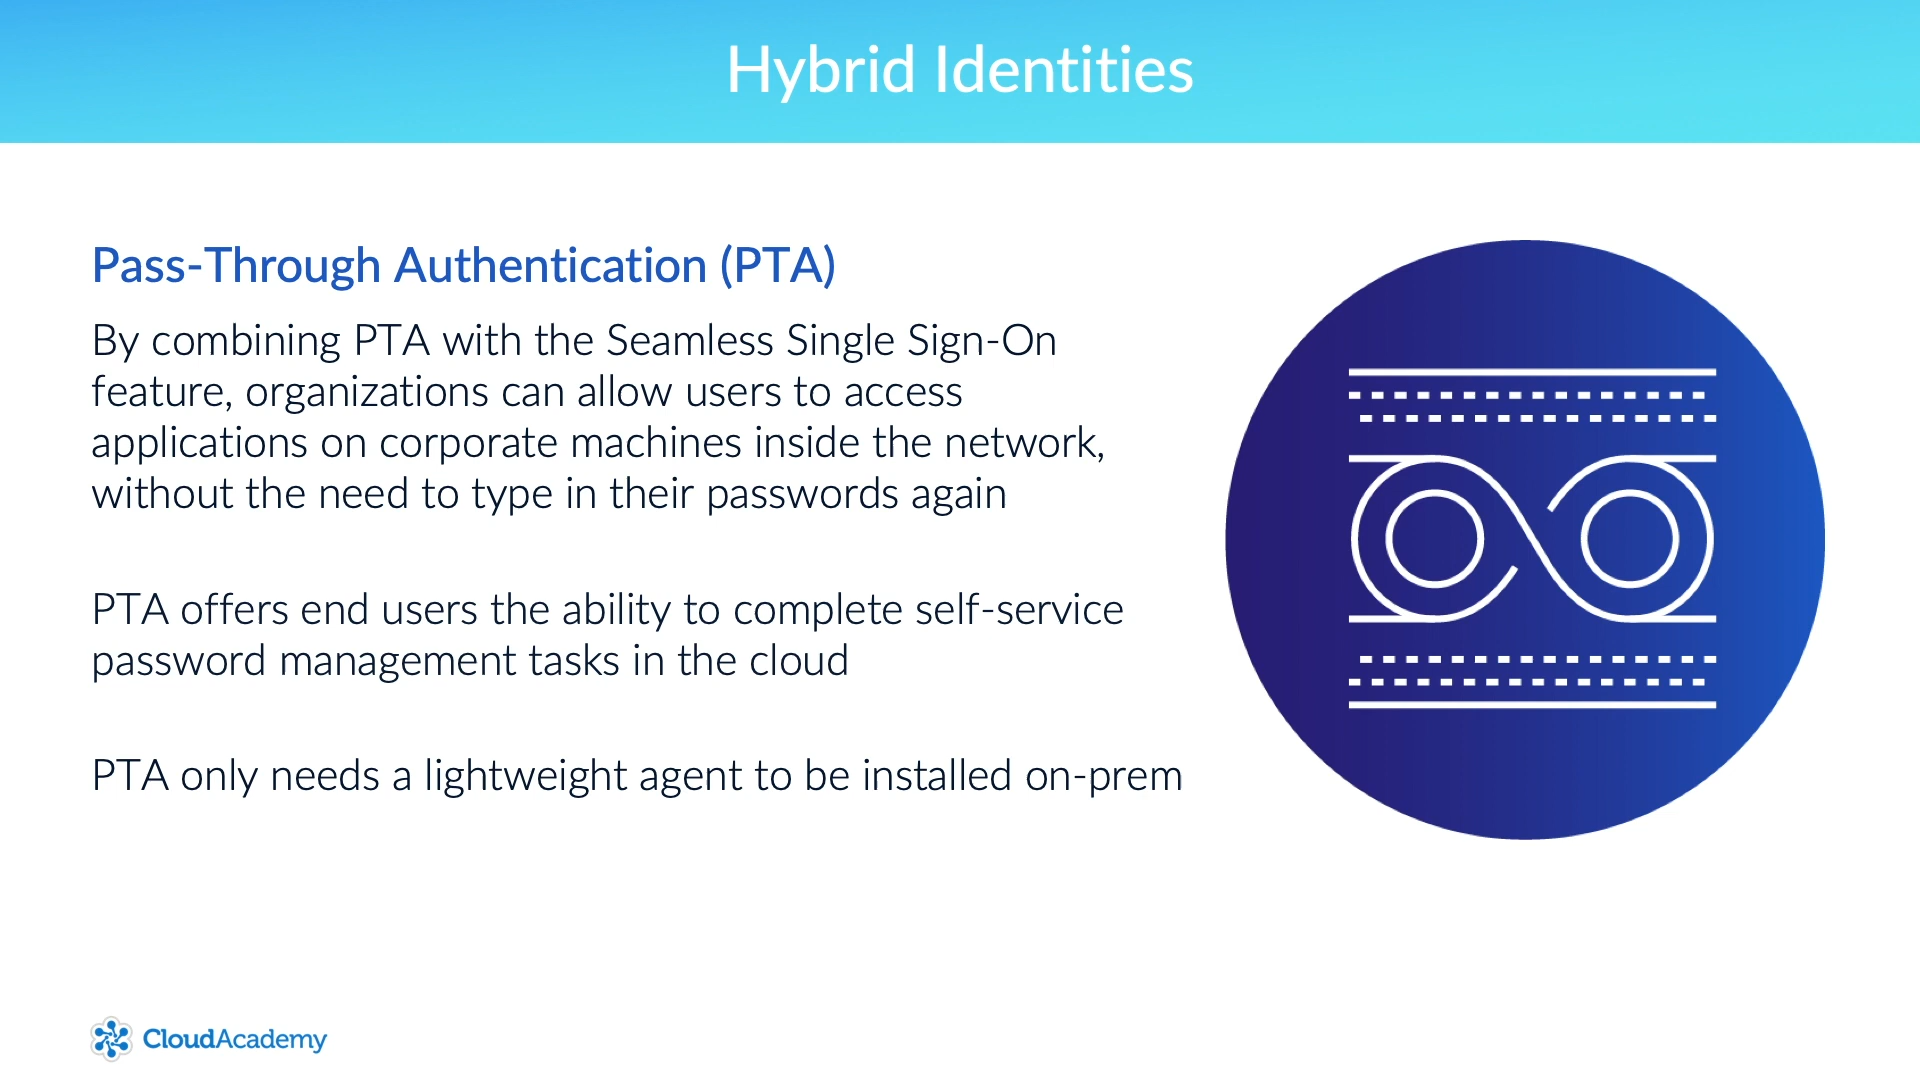 Hybrid Identities
Pass-Through Authentication (PTA)
By combining PTA with the Seamless Single Sign-On
feature, organizations can allow users to access
applications on corporate machines inside the network,
without the need to type in their passwords again
PTA offers end users the ability to complete self-service
password management tasks in the cloud
PTA only needs a lightweight agent to be installed on-prem
CloudAcademy